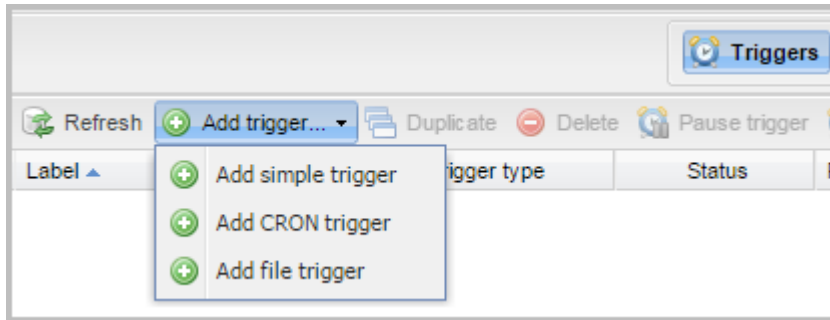 Triggers
Refresh Add trigger... Duplicate Delete Pause trigger
Label Status
type
Add simple trigger
Add CRON trigger
Add file trigger